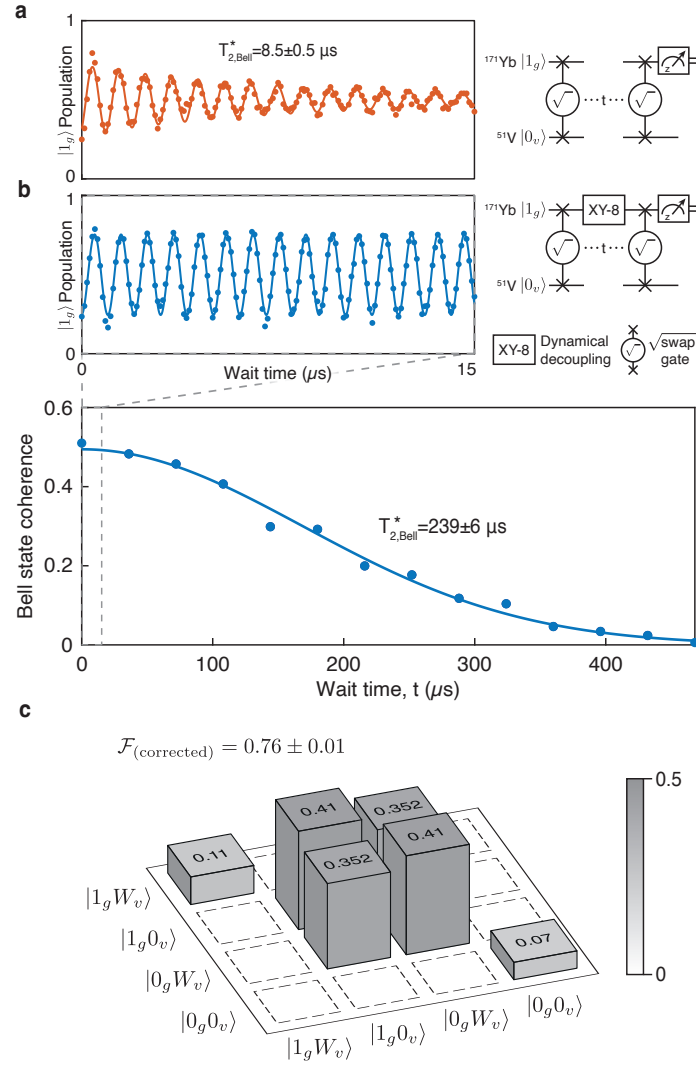 a
1
0
|1g⟩ Population
T*2,Bell=8.5±0.5 µs
171Yb |1g⟩
√
···t···
√
z
51V |0v⟩
b
1
0
|1g⟩ Population
Wait time (µs)
15
171Yb |1g⟩
XY-8
√
···t···
√
z
51V |0v⟩
XY-8
Dynamical
decoupling
√
√swap
gate
0.6
0.4
0.2
0
Bell state coherence
T*2,Bell=239±6 µs
0
100
200
300
400
Wait time, t (µs)
c
F(corrected) = 0.76 ± 0.01
0.5
0
0.41
0.352
0.11
0.352
0.41
0.07
|1gWv⟩
|1g0v⟩
|0gWv⟩
|0g0v⟩
|1gWv⟩
|1g0v⟩
|0gWv⟩
|0g0v⟩